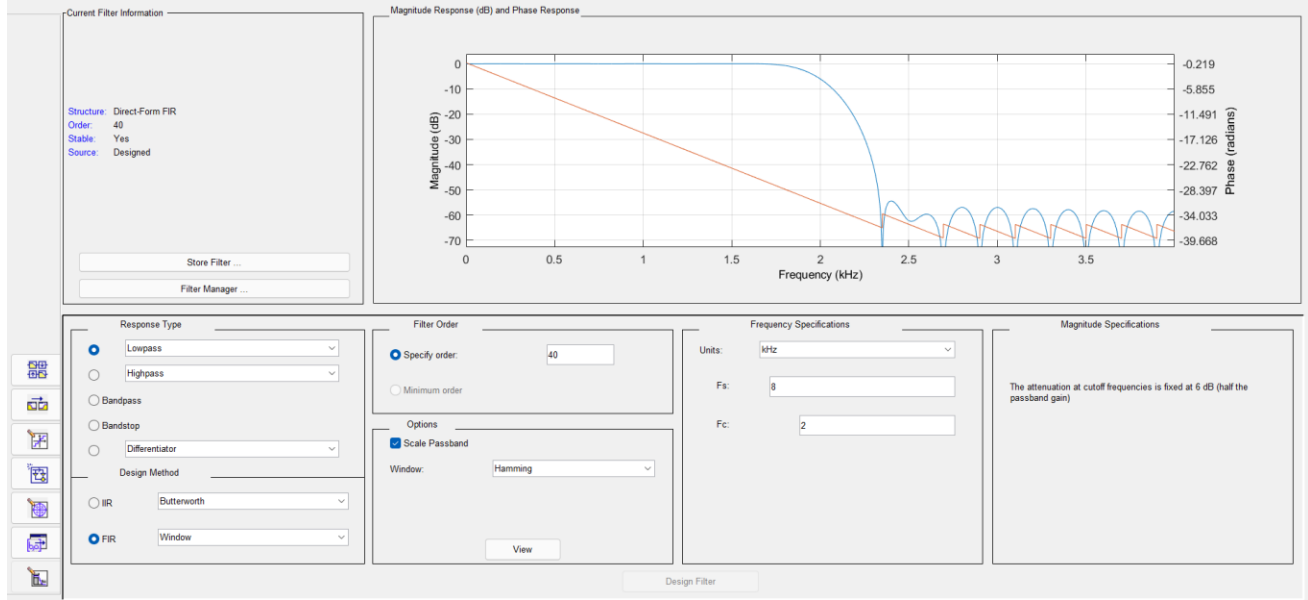 Current Filter Information
Structure: Direct-Form FIR
Order: 40
Stable: Yes
Source: Designed
Store Filter ...
Filter Manager ...
Magnitude Response (dB) and Phase Response
Magnitude (dB)
0
-10
-20
-30
-40
-50
-60
-70
0 0.5 1 1.5 2 2.5 3 3.5
Frequency (kHz)
-0.219
-5.855
-11.491
-17.126
-22.762
-28.397
-34.033
-39.668
Phase (radians)
Response Type
Lowpass
Highpass
Bandpass
Bandstop
Differentiator
Design Method
IIR Butterworth
FIR Window
Filter Order
Specify order: 40
Minimum order
Options
Scale Passband
Window: Hamming
View
Frequency Specifications
Units: kHz
Fs: 8
Fc: 2
Magnitude Specifications
The attenuation at cutoff frequencies is fixed at 6 dB (half the
passband gain)
Design Filter